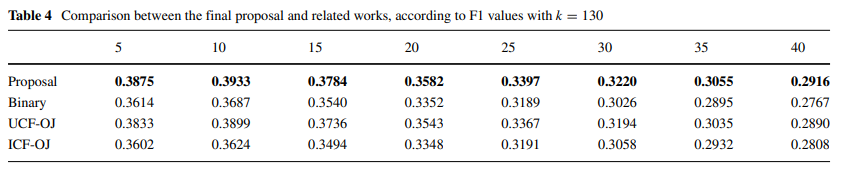 Table 4 Comparison between the final proposal and related works, according to F1 values with k = 130
5 10 15 20 25 30 35 40
Proposal 0.3875 0.3933 0.3784 0.3582 0.3397 0.3220 0.3055 0.2916
Binary 0.3614 0.3687 0.3540 0.3352 0.3189 0.3026 0.2895 0.2767
UCF-OJ 0.3833 0.3899 0.3736 0.3543 0.3367 0.3194 0.3035 0.2890
ICF-OJ 0.3602 0.3624 0.3494 0.3348 0.3191 0.3058 0.2932 0.2808